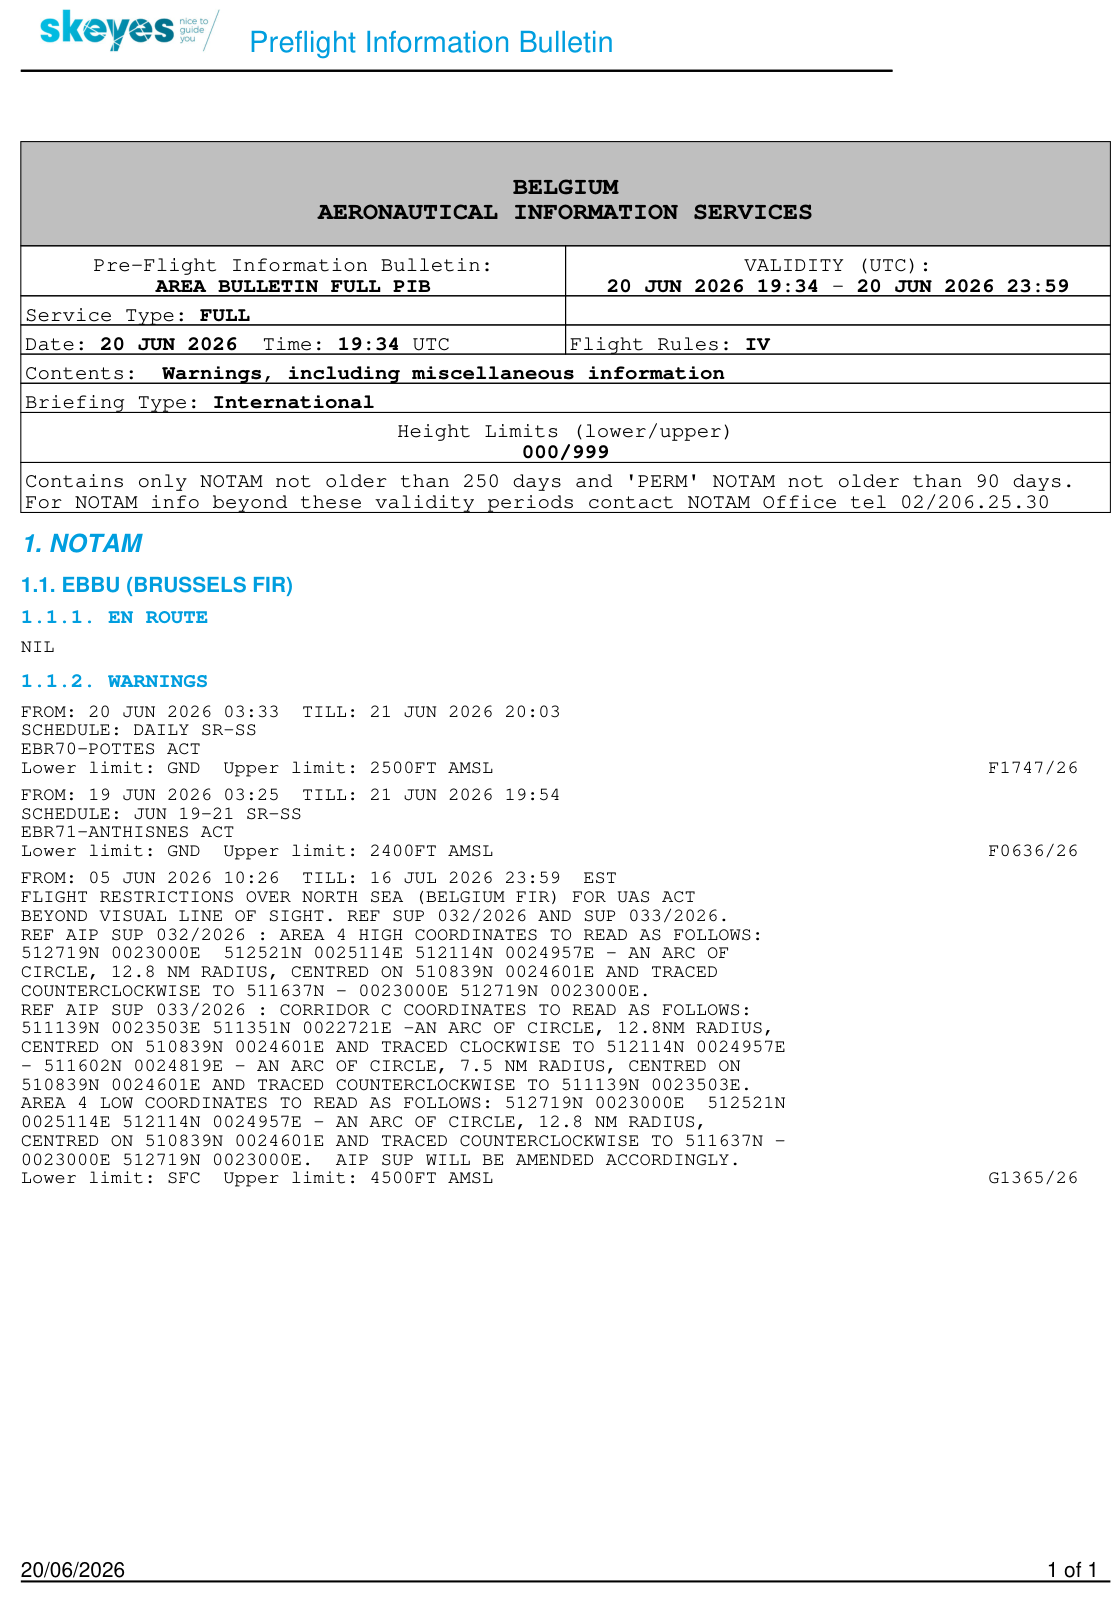 skeyes nice to
guide
you
Preflight Information Bulletin
BELGIUM
AERONAUTICAL INFORMATION SERVICES
Pre-Flight Information Bulletin:
AREA BULLETIN FULL PIB
VALIDITY (UTC):
20 JUN 2026 19:34 - 20 JUN 2026 23:59
Service Type: FULL
Date: 20 JUN 2026  Time: 19:34 UTC
Flight Rules: IV
Contents:  Warnings, including miscellaneous information
Briefing Type: International
Height Limits (lower/upper)
000/999
Contains only NOTAM not older than 250 days and 'PERM' NOTAM not older than 90 days.
For NOTAM info beyond these validity periods contact NOTAM Office tel 02/206.25.30
1. NOTAM
1.1. EBBU (BRUSSELS FIR)
1.1.1. EN ROUTE
NIL
1.1.2. WARNINGS
FROM: 20 JUN 2026 03:33  TILL: 21 JUN 2026 20:03
SCHEDULE: DAILY SR-SS
EBR70-POTTES ACT
Lower limit: GND  Upper limit: 2500FT AMSL F1747/26
FROM: 19 JUN 2026 03:25  TILL: 21 JUN 2026 19:54
SCHEDULE: JUN 19-21 SR-SS
EBR71-ANTHISNES ACT
Lower limit: GND  Upper limit: 2400FT AMSL F0636/26
FROM: 05 JUN 2026 10:26  TILL: 16 JUL 2026 23:59  EST
FLIGHT RESTRICTIONS OVER NORTH SEA (BELGIUM FIR) FOR UAS ACT
BEYOND VISUAL LINE OF SIGHT. REF SUP 032/2026 AND SUP 033/2026.
REF AIP SUP 032/2026 : AREA 4 HIGH COORDINATES TO READ AS FOLLOWS:
512719N 0023000E  512521N 0025114E 512114N 0024957E - AN ARC OF
CIRCLE, 12.8 NM RADIUS, CENTRED ON 510839N 0024601E AND TRACED
COUNTERCLOCKWISE TO 511637N - 0023000E 512719N 0023000E.
REF AIP SUP 033/2026 : CORRIDOR C COORDINATES TO READ AS FOLLOWS:
511139N 0023503E 511351N 0022721E -AN ARC OF CIRCLE, 12.8NM RADIUS,
CENTRED ON 510839N 0024601E AND TRACED CLOCKWISE TO 512114N 0024957E
- 511602N 0024819E - AN ARC OF CIRCLE, 7.5 NM RADIUS, CENTRED ON
510839N 0024601E AND TRACED COUNTERCLOCKWISE TO 511139N 0023503E.
AREA 4 LOW COORDINATES TO READ AS FOLLOWS: 512719N 0023000E  512521N
0025114E 512114N 0024957E - AN ARC OF CIRCLE, 12.8 NM RADIUS,
CENTRED ON 510839N 0024601E AND TRACED COUNTERCLOCKWISE TO 511637N -
0023000E 512719N 0023000E.  AIP SUP WILL BE AMENDED ACCORDINGLY.
Lower limit: SFC  Upper limit: 4500FT AMSL G1365/26
20/06/2026 1 of 1